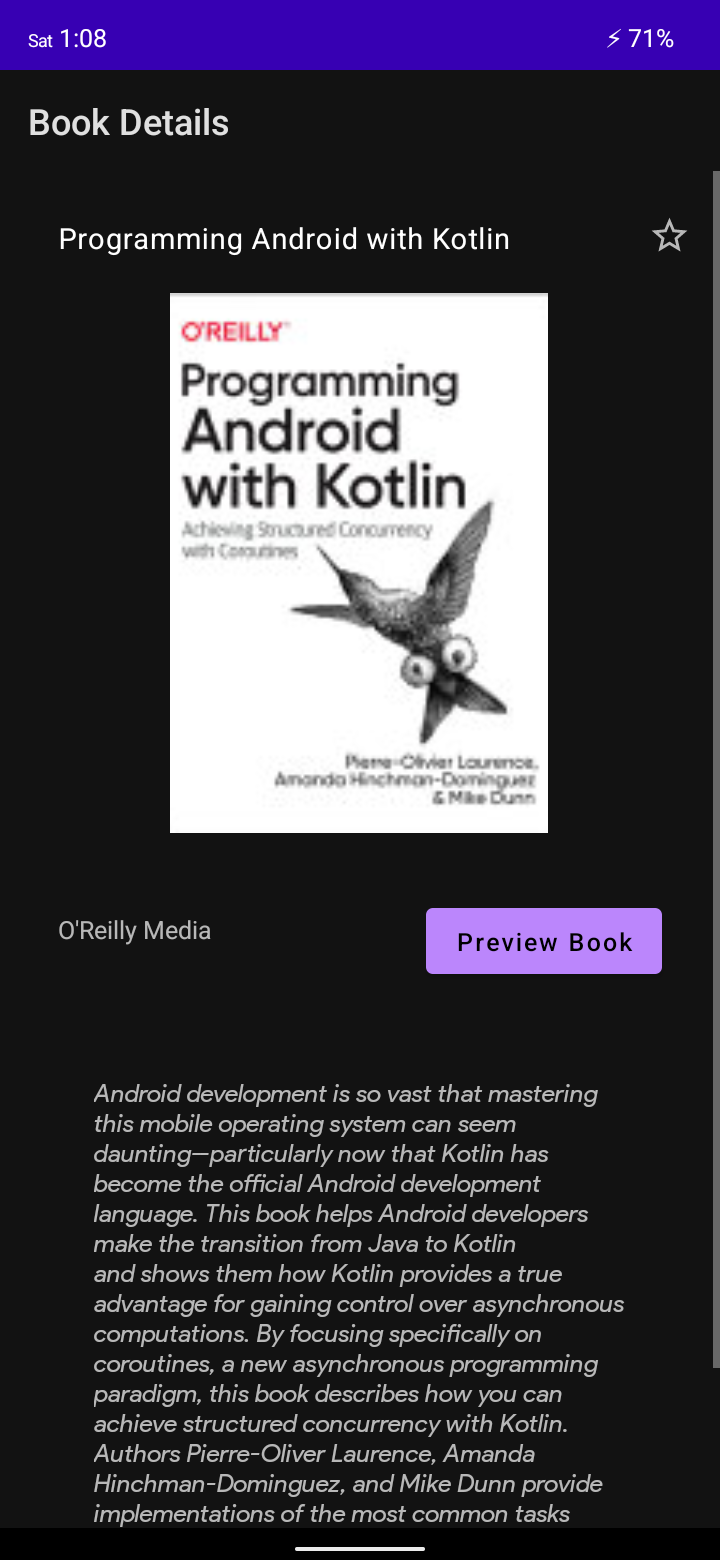 Sat 1:08
⚡ 71%
Book Details
Programming Android with Kotlin
O'REILLY™
Programming
Android
with Kotlin
Achieving Structured Concurrency
with Coroutines
Pierre-Olivier Laurence,
Amanda Hinchman-Dominguez
& Mike Dunn
O'Reilly Media
Preview Book
Android development is so vast that mastering
this mobile operating system can seem
daunting—particularly now that Kotlin has
become the official Android development
language. This book helps Android developers
make the transition from Java to Kotlin
and shows them how Kotlin provides a true
advantage for gaining control over asynchronous
computations. By focusing specifically on
coroutines, a new asynchronous programming
paradigm, this book describes how you can
achieve structured concurrency with Kotlin.
Authors Pierre-Oliver Laurence, Amanda
Hinchman-Dominguez, and Mike Dunn provide
implementations of the most common tasks